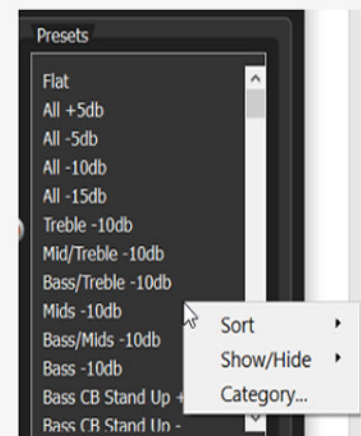 Presets
Flat
All +5db
All -5db
All -10db
All -15db
Treble -10db
Mid/Treble -10db
Bass/Treble -10db
Mids -10db
Bass/Mids -10db
Bass -10db
Bass CB Stand Up +
Bass CB Stand Up -
Sort
Show/Hide
Category...